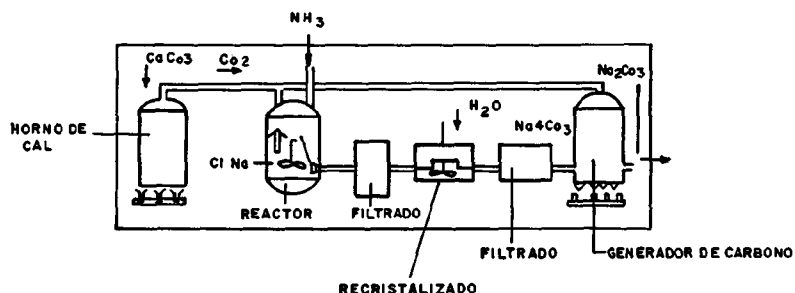 NH3
CaCo3
Co2
Na2Co3
H2O
Na4Co3
HORNO DE
CAL
Cl Na
REACTOR
FILTRADO
FILTRADO
GENERADOR DE CARBONO
RECRISTALIZADO